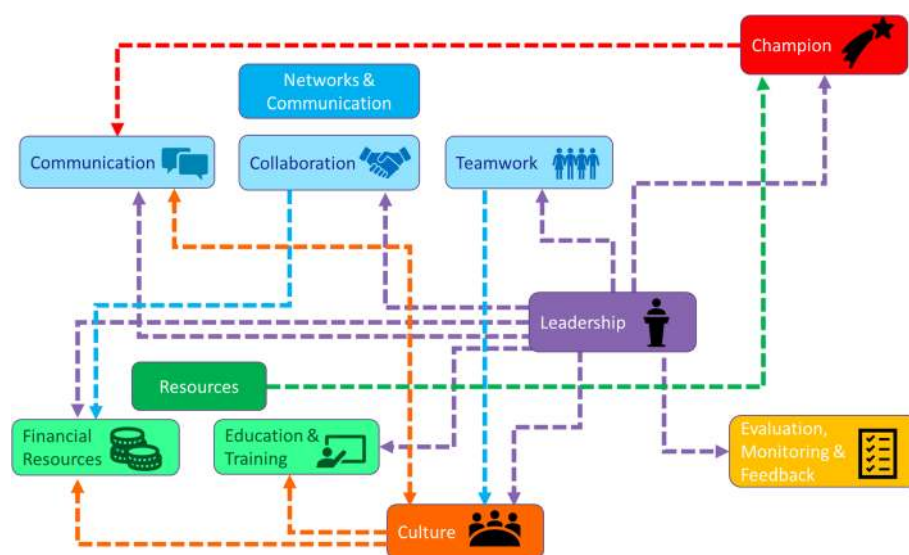 Champion
Networks &
Communication
Communication
Collaboration
Teamwork
Leadership
Resources
Financial
Resources
Education &
Training
Evaluation,
Monitoring &
Feedback
Culture